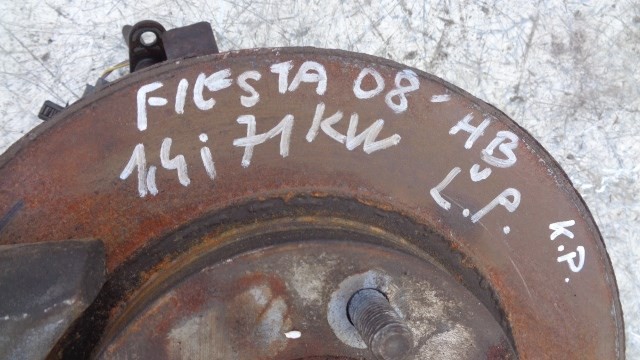 FIESTA 08- HB
1,4i 71KW L.P.
K.P.